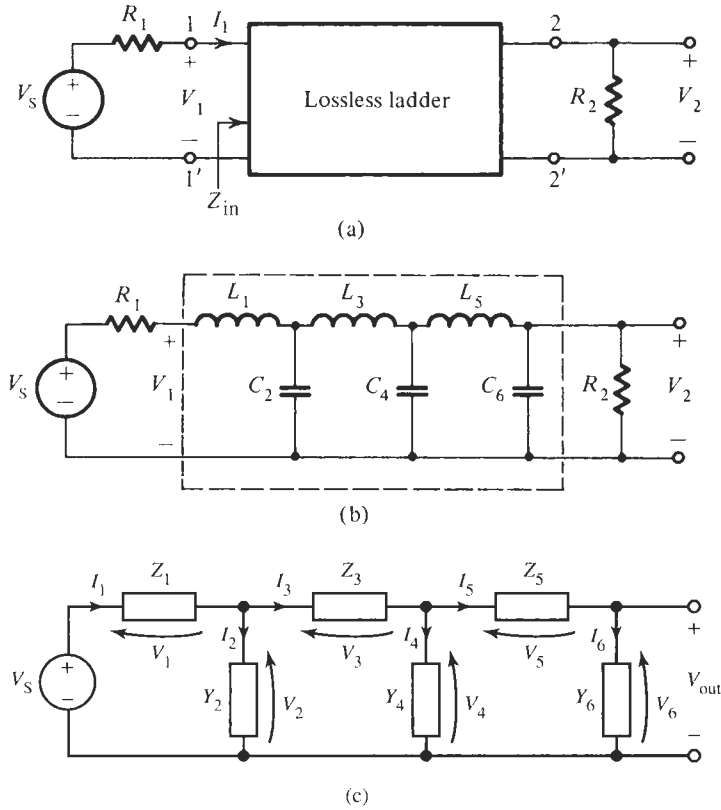 R1 1 I1 2
+ +
VS + V1 Lossless ladder R2 V2
− − −
1′ 2′
Zin
(a)
R1 L1 L3 L5
+ +
VS + V1 C2 C4 C6 R2 V2
− − −
(b)
I1 Z1 I3 Z3 I5 Z5
V1 I2 V3 I4 V5 I6 +
VS + Y2 V2 Y4 V4 Y6 V6 Vout
− −
(c)